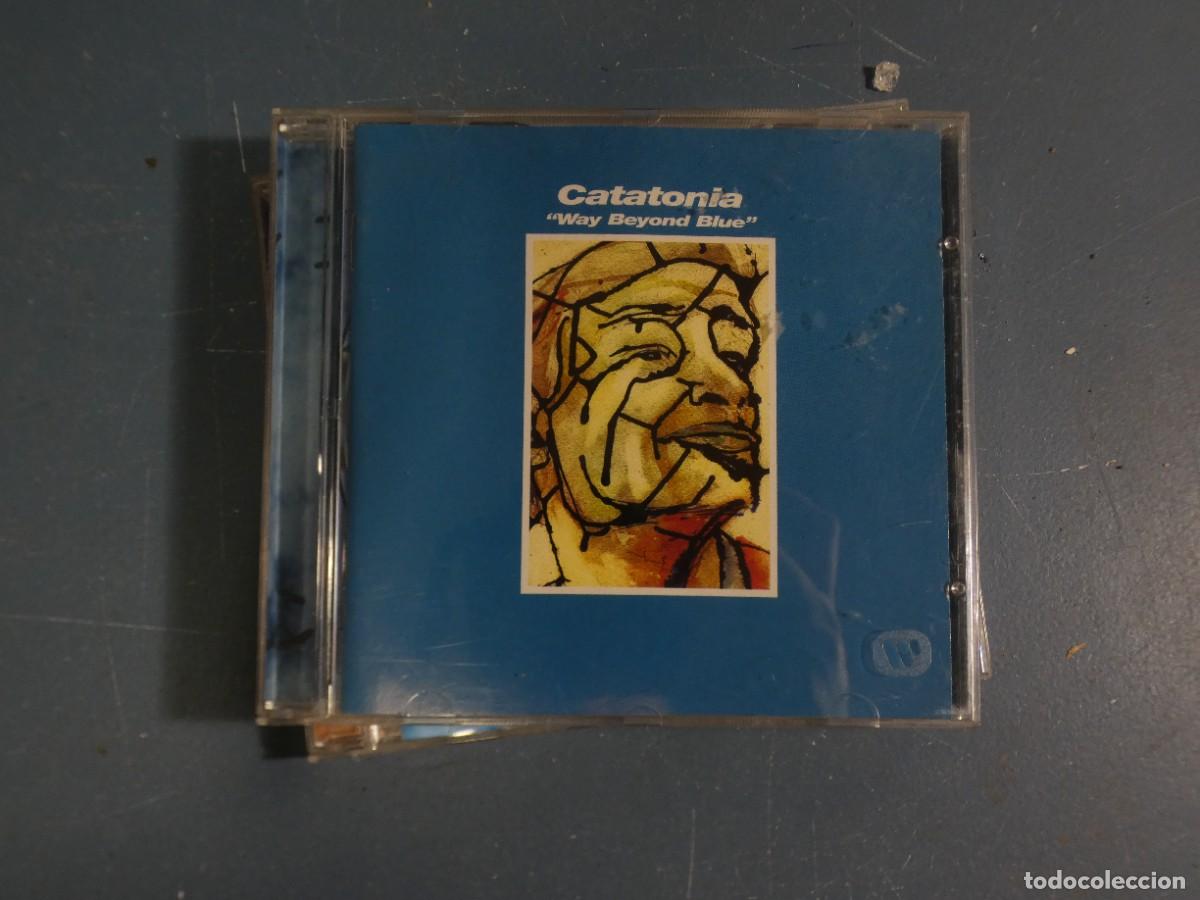 Catatonia
“Way Beyond Blue”
todocoleccion